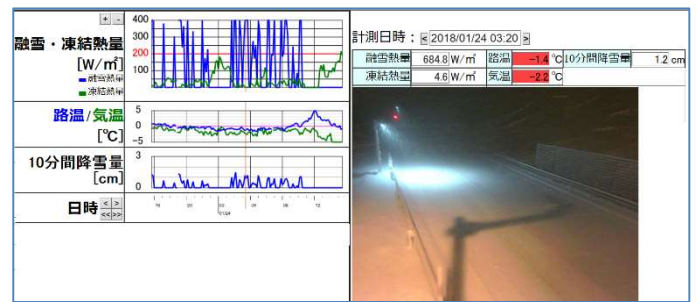 + -
融雪・凍結熱量
[W/㎡]
融雪熱量
凍結熱量
400
300
200
100
路温/気温
[℃]
5
0
-5
10分間降雪量
[cm]
3
0
日時 < >
<< >>
01/24
計測日時： < 2018/01/24 03:20 >
融雪熱量 684.8 W/㎡ 路温 -1.4 ℃ 10分間降雪量 1.2 cm
凍結熱量 4.6 W/㎡ 気温 -2.2 ℃